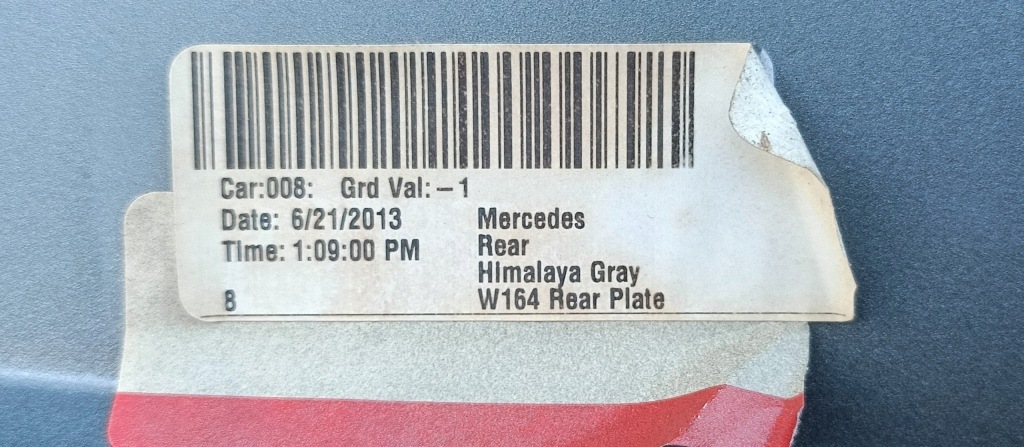 Car:008: Grd Val: – 1
Date: 6/21/2013
Time: 1:09:00 PM
8
Mercedes
Rear
Himalaya Gray
W164 Rear Plate